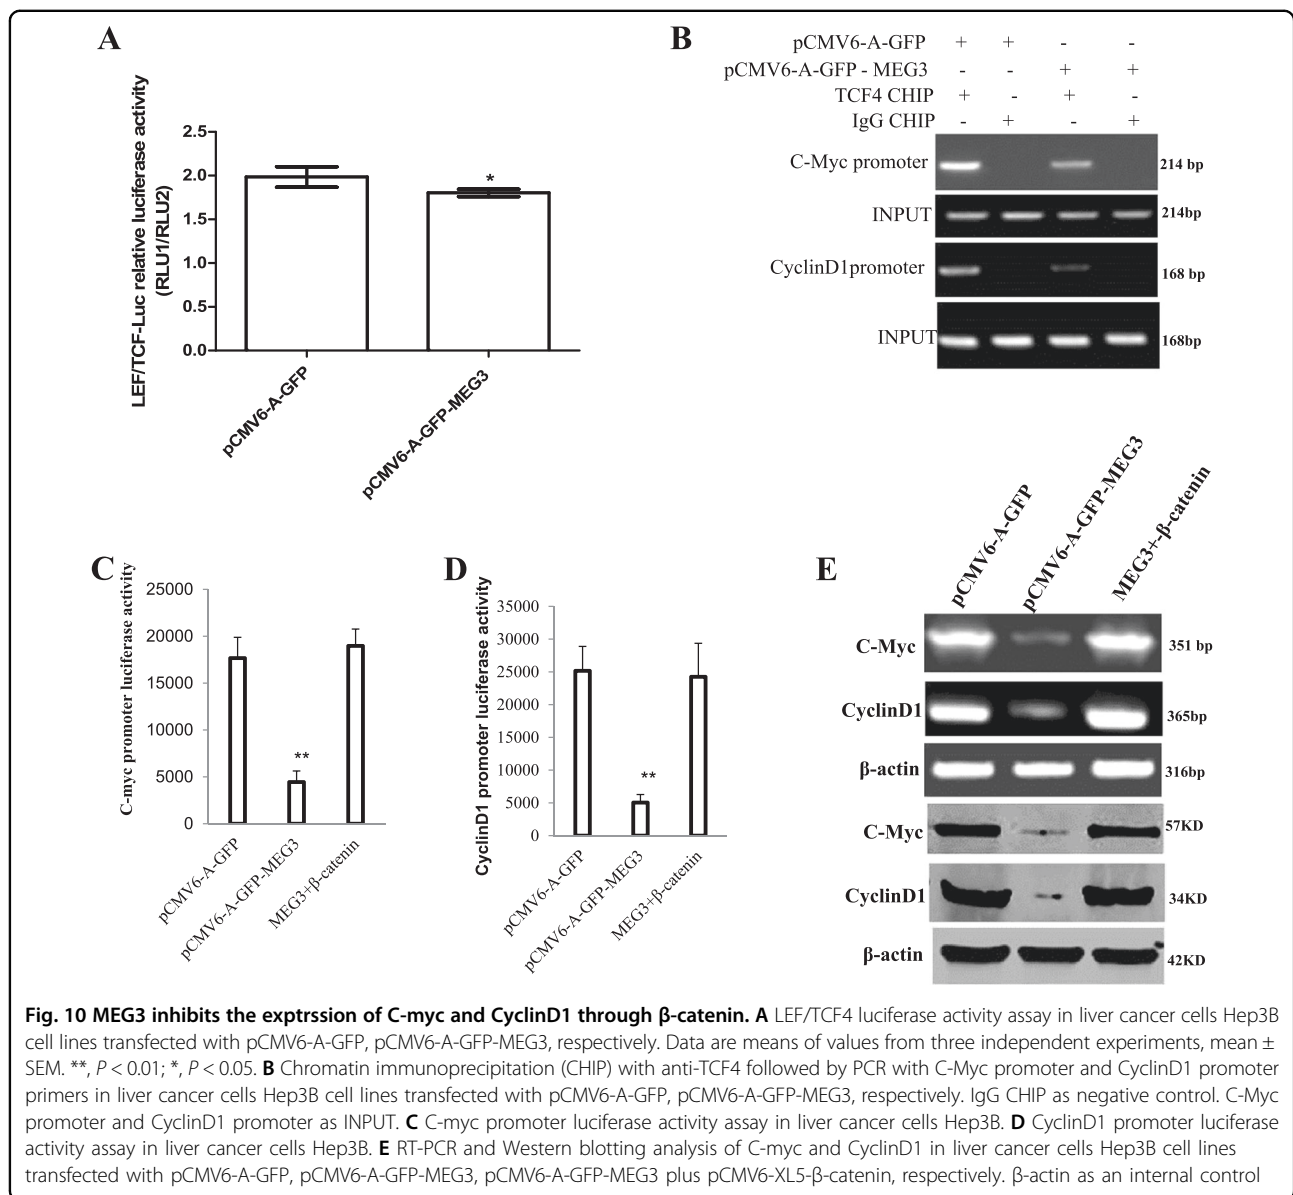 A
LEF/TCF-Luc relative luciferase activity
(RLU1/RLU2)
2.5
2.0
1.5
1.0
0.5
0.0
*
pCMV6-A-GFP
pCMV6-A-GFP-MEG3
B
pCMV6-A-GFP + + - -
pCMV6-A-GFP - MEG3 - - + +
TCF4 CHIP + - + -
IgG CHIP - + - +
C-Myc promoter 214 bp
INPUT 214bp
CyclinD1promoter 168 bp
INPUT 168bp
C
C-myc promoter luciferase activity
25000
20000
15000
10000
5000
0
**
pCMV6-A-GFP
pCMV6-A-GFP-MEG3
MEG3+β-catenin
D
CyclinD1 promoter luciferase activity
35000
30000
25000
20000
15000
10000
5000
0
**
pCMV6-A-GFP
pCMV6-A-GFP-MEG3
MEG3+β-catenin
E
pCMV6-A-GFP
pCMV6-A-GFP-MEG3
MEG3+-β-catenin
C-Myc 351 bp
CyclinD1 365bp
β-actin 316bp
C-Myc 57KD
CyclinD1 34KD
β-actin 42KD
Fig. 10 MEG3 inhibits the exptrssion of C-myc and CyclinD1 through β-catenin. A LEF/TCF4 luciferase activity assay in liver cancer cells Hep3B
cell lines transfected with pCMV6-A-GFP, pCMV6-A-GFP-MEG3, respectively. Data are means of values from three independent experiments, mean ±
SEM. **, P < 0.01; *, P < 0.05. B Chromatin immunoprecipitation (CHIP) with anti-TCF4 followed by PCR with C-Myc promoter and CyclinD1 promoter
primers in liver cancer cells Hep3B cell lines transfected with pCMV6-A-GFP, pCMV6-A-GFP-MEG3, respectively. IgG CHIP as negative control. C-Myc
promoter and CyclinD1 promoter as INPUT. C C-myc promoter luciferase activity assay in liver cancer cells Hep3B. D CyclinD1 promoter luciferase
activity assay in liver cancer cells Hep3B. E RT-PCR and Western blotting analysis of C-myc and CyclinD1 in liver cancer cells Hep3B cell lines
transfected with pCMV6-A-GFP, pCMV6-A-GFP-MEG3, pCMV6-A-GFP-MEG3 plus pCMV6-XL5-β-catenin, respectively. β-actin as an internal control